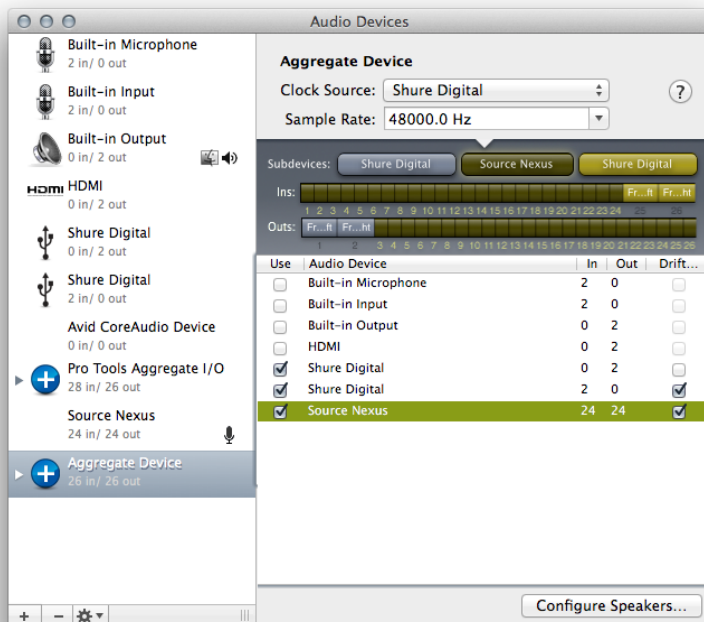 Audio Devices
Built-in Microphone
2 in/ 0 out
Built-in Input
2 in/ 0 out
Built-in Output
0 in/ 2 out
HDMI HDMI
0 in/ 2 out
Shure Digital
0 in/ 2 out
Shure Digital
2 in/ 0 out
Avid CoreAudio Device
0 in/ 0 out
Pro Tools Aggregate I/O
28 in/ 26 out
Source Nexus
24 in/ 24 out
Aggregate Device
26 in/ 26 out
+ −
Aggregate Device
Clock Source: Shure Digital
?
Sample Rate: 48000.0 Hz
Subdevices: Shure Digital Source Nexus Shure Digital
Ins: Fr...ft Fr...ht
1 2 3 4 5 6 7 8 9 10 11 12 13 14 15 16 17 18 19 20 21 22 23 24 25 26
Outs: Fr...ft Fr...ht
1 2 3 4 5 6 7 8 9 10 11 12 13 14 15 16 17 18 19 20 21 22 23 24 25 26
Use Audio Device In Out Drift...
Built-in Microphone 2 0
Built-in Input 2 0
Built-in Output 0 2
HDMI 0 2
Shure Digital 0 2
Shure Digital 2 0
Source Nexus 24 24
Configure Speakers...